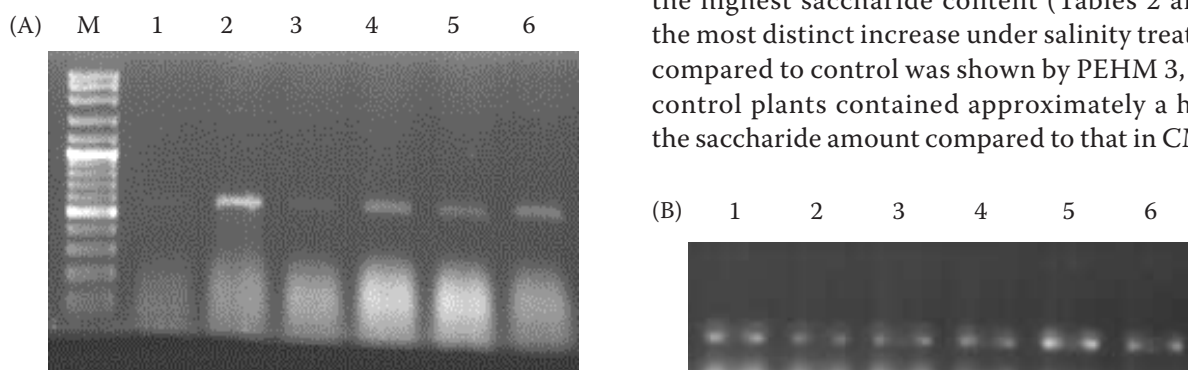 (A) M 1 2 3 4 5 6
the highest saccharide content (Tables 2 a
the most distinct increase under salinity treat
compared to control was shown by PEHM 3,
control plants contained approximately a h
the saccharide amount compared to that in CM
(B) 1 2 3 4 5 6